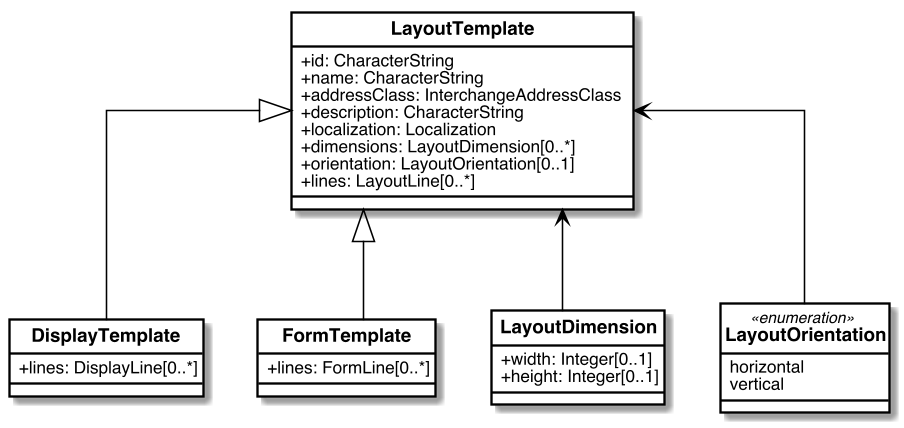 LayoutTemplate
+id: CharacterString
+name: CharacterString
+addressClass: InterchangeAddressClass
+description: CharacterString
+localization: Localization
+dimensions: LayoutDimension[0..*]
+orientation: LayoutOrientation[0..1]
+lines: LayoutLine[0..*]
DisplayTemplate
+lines: DisplayLine[0..*]
FormTemplate
+lines: FormLine[0..*]
LayoutDimension
+width: Integer[0..1]
+height: Integer[0..1]
«enumeration»
LayoutOrientation
horizontal
vertical